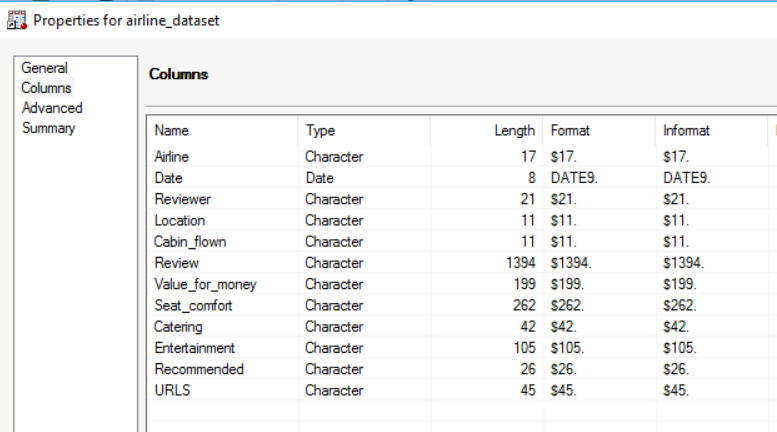 Properties for airline_dataset
General
Columns
Advanced
Summary
Columns
Name Type Length Format Informat
Airline Character 17 $17. $17.
Date Date 8 DATE9. DATE9.
Reviewer Character 21 $21. $21.
Location Character 11 $11. $11.
Cabin_flown Character 11 $11. $11.
Review Character 1394 $1394. $1394.
Value_for_money Character 199 $199. $199.
Seat_comfort Character 262 $262. $262.
Catering Character 42 $42. $42.
Entertainment Character 105 $105. $105.
Recommended Character 26 $26. $26.
URLS Character 45 $45. $45.